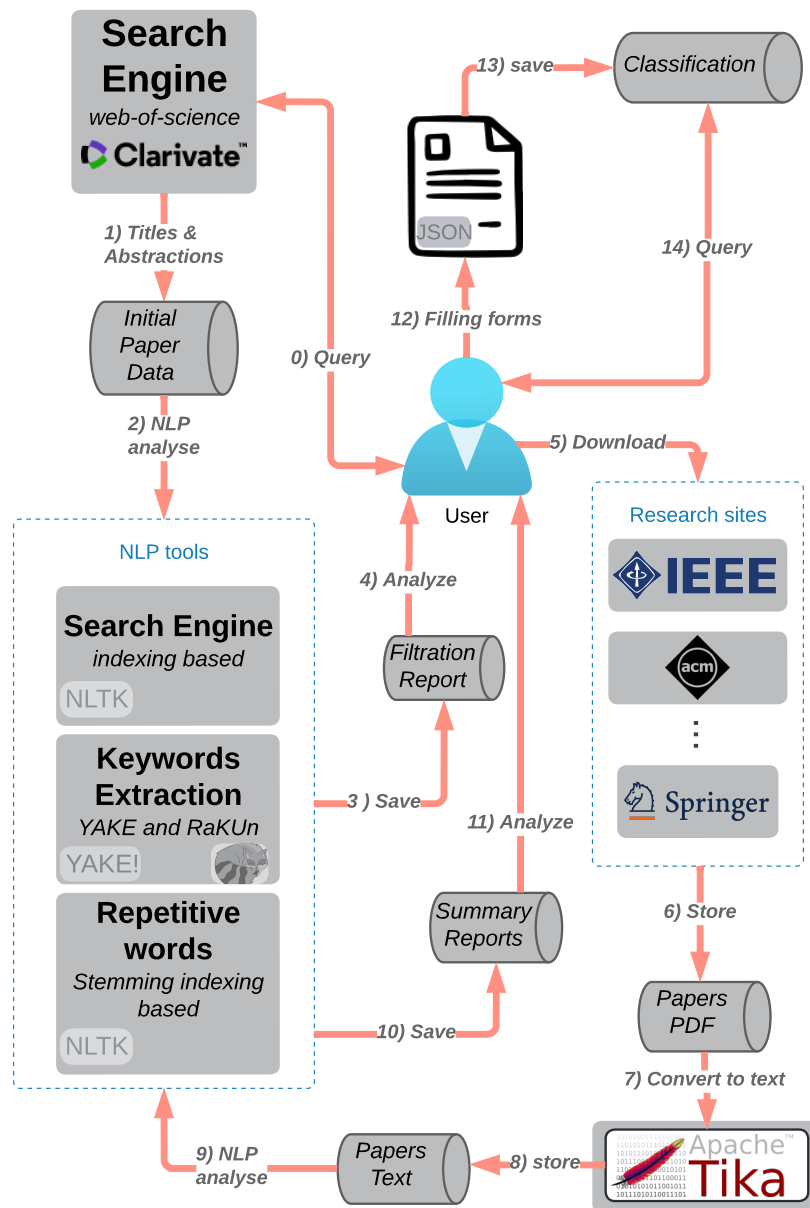 Search
Engine
web-of-science
Clarivate™
13) save
Classification
JSON
1) Titles &
Abstractions
14) Query
Initial
Paper
Data
12) Filling forms
0) Query
2) NLP
analyse
5) Download
User
Research sites
IEEE
acm
Springer
NLP tools
Search Engine
indexing based
NLTK
4) Analyze
Filtration
Report
Keywords
Extraction
YAKE and RaKUn
YAKE!
3 ) Save
11) Analyze
Repetitive
words
Stemming indexing
based
NLTK
Summary
Reports
10) Save
6) Store
Papers
PDF
7) Convert to text
Apache™
Tika
8) store
Papers
Text
9) NLP
analyse